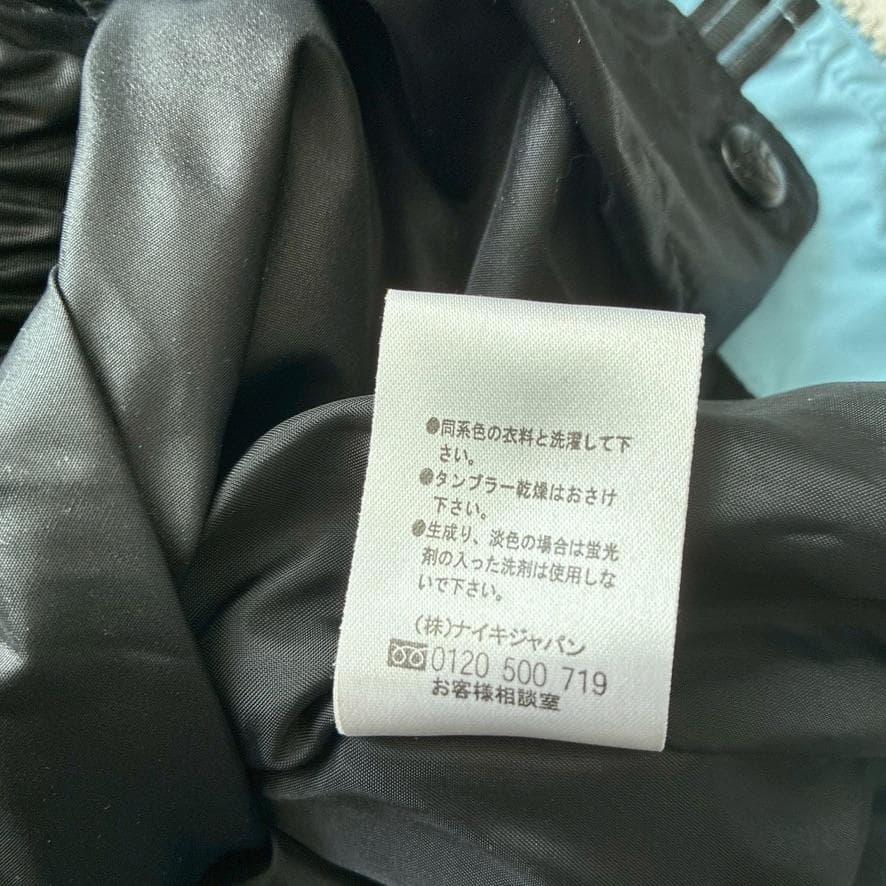 ●同系色の衣料と洗濯して下
さい。
●タンブラー乾燥はおさけ
下さい。
●生成り、淡色の場合は蛍光
剤の入った洗剤は使用しな
いで下さい。
(株)ナイキジャパン
0120 500 719
お客様相談室